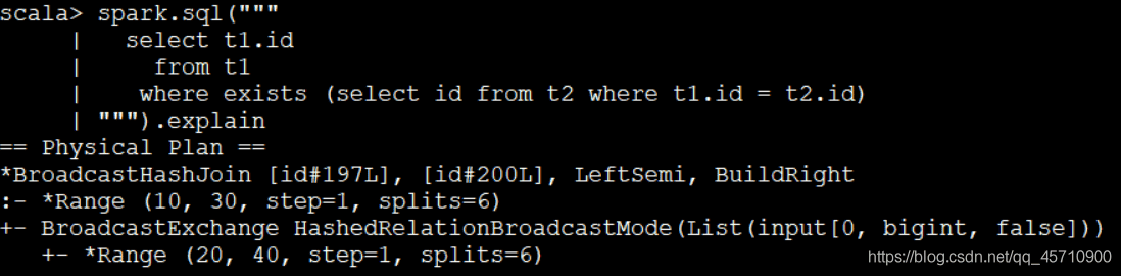 scala> spark.sql("""
     |   select t1.id
     |     from t1
     |    where exists (select id from t2 where t1.id = t2.id)
     | """).explain
== Physical Plan ==
*BroadcastHashJoin [id#197L], [id#200L], LeftSemi, BuildRight
:- *Range (10, 30, step=1, splits=6)
+- BroadcastExchange HashedRelationBroadcastMode(List(input[0, bigint, false]))
   +- *Range (20, 40, step=1, splits=6)
https://blog.csdn.net/qq_45710900